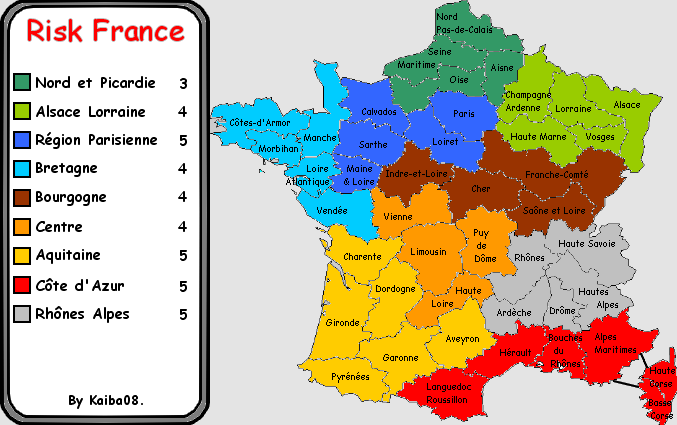 Risk France
Nord et Picardie 3
Alsace Lorraine 4
Région Parisienne 5
Bretagne 4
Bourgogne 4
Centre 4
Aquitaine 5
Côte d'Azur 5
Rhônes Alpes 5
By Kaiba08.
Nord
Pas-de-Calais
Seine
Maritime
Aisne
Oise
Champagne
Ardenne
Lorraine
Alsace
Haute Marne
Vosges
Calvados
Paris
Sarthe
Loiret
Maine
& Loire
Côtes-d'Armor
Manche
Morbihan
Loire
Atlantique
Vendée
Indre-et-Loire
Cher
Franche-Comté
Saône et Loire
Vienne
Limousin
Puy
de
Dôme
Haute
Loire
Charente
Dordogne
Gironde
Garonne
Aveyron
Pyrénées
Rhônes
Haute Savoie
Hautes
Alpes
Ardèche
Drôme
Hérault
Bouches
du
Rhônes
Alpes
Maritimes
Languedoc
Roussillon
Haute
Corse
Basse
Corse